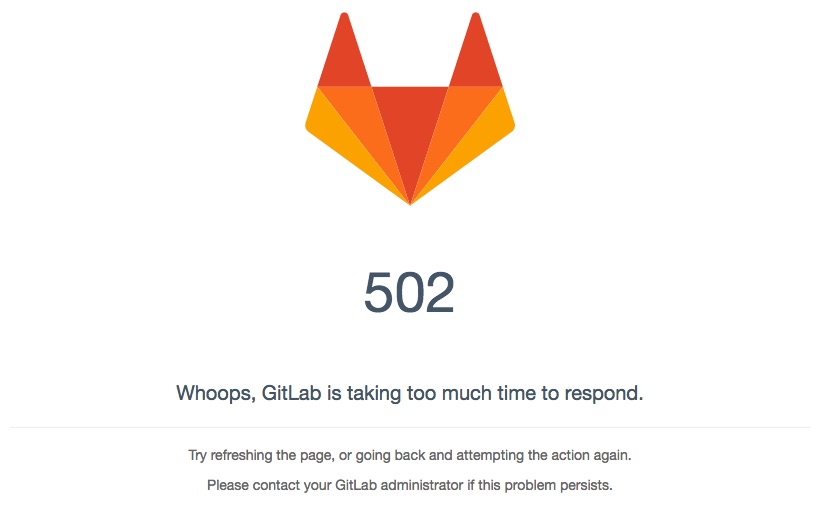 502
Whoops, GitLab is taking too much time to respond.
Try refreshing the page, or going back and attempting the action again.
Please contact your GitLab administrator if this problem persists.